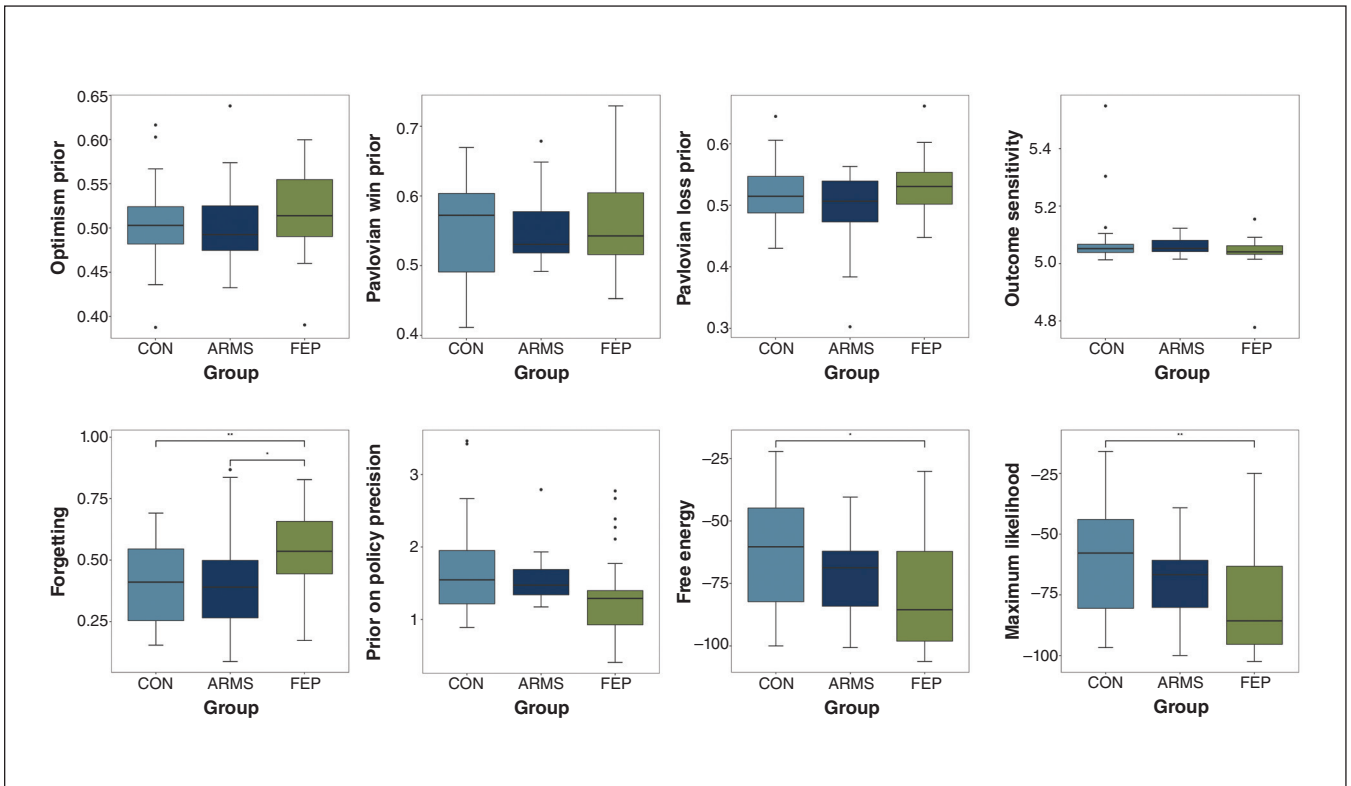 Optimism prior
0.65
0.60
0.55
0.50
0.45
0.40
CON ARMS FEP
Group
Pavlovian win prior
0.7
0.6
0.5
0.4
CON ARMS FEP
Group
Pavlovian loss prior
0.6
0.5
0.4
0.3
CON ARMS FEP
Group
Outcome sensitivity
5.4
5.2
5.0
4.8
CON ARMS FEP
Group
Forgetting
1.00
0.75
0.50
0.25
**
*
CON ARMS FEP
Group
Prior on policy precision
3
2
1
CON ARMS FEP
Group
Free energy
−25
−50
−75
−100
*
CON ARMS FEP
Group
Maximum likelihood
−25
−50
−75
−100
**
CON ARMS FEP
Group